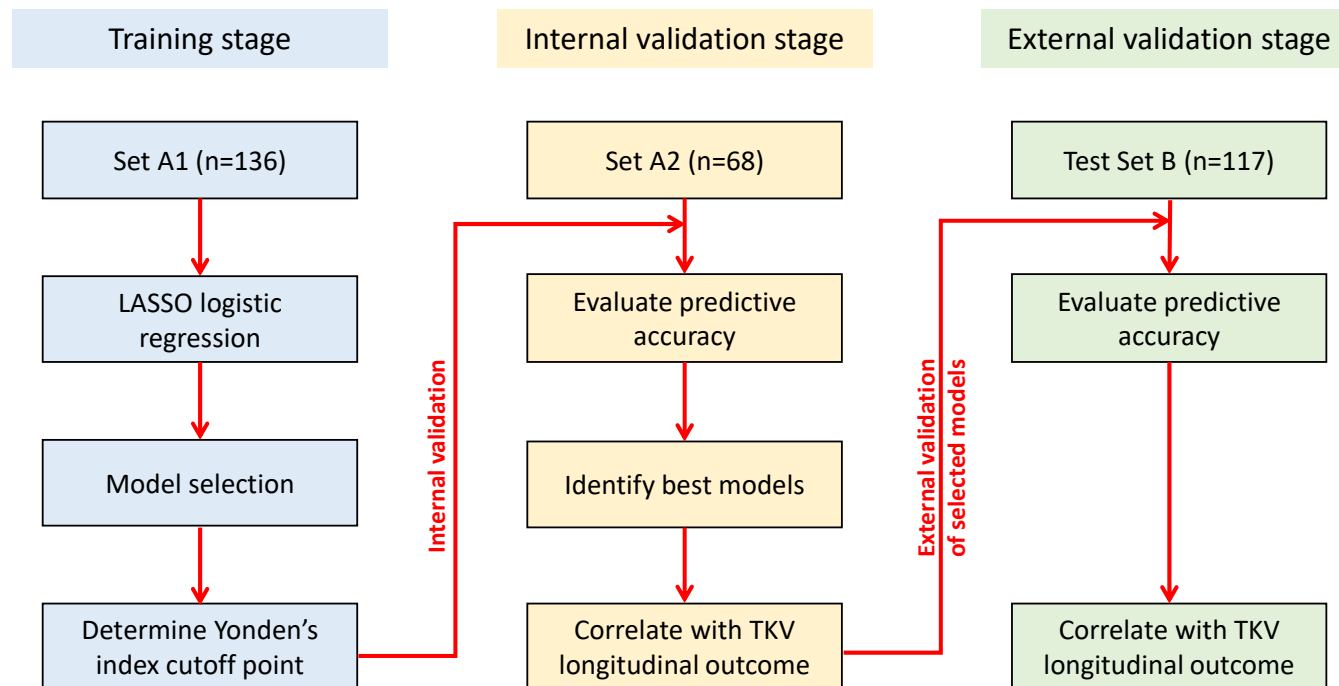 Training stage
Internal validation stage
External validation stage
Set A1 (n=136)
LASSO logistic
regression
Model selection
Determine Yonden’s
index cutoff point
Internal validation
Set A2 (n=68)
Evaluate predictive
accuracy
Identify best models
Correlate with TKV
longitudinal outcome
External validation
of selected models
Test Set B (n=117)
Evaluate predictive
accuracy
Correlate with TKV
longitudinal outcome